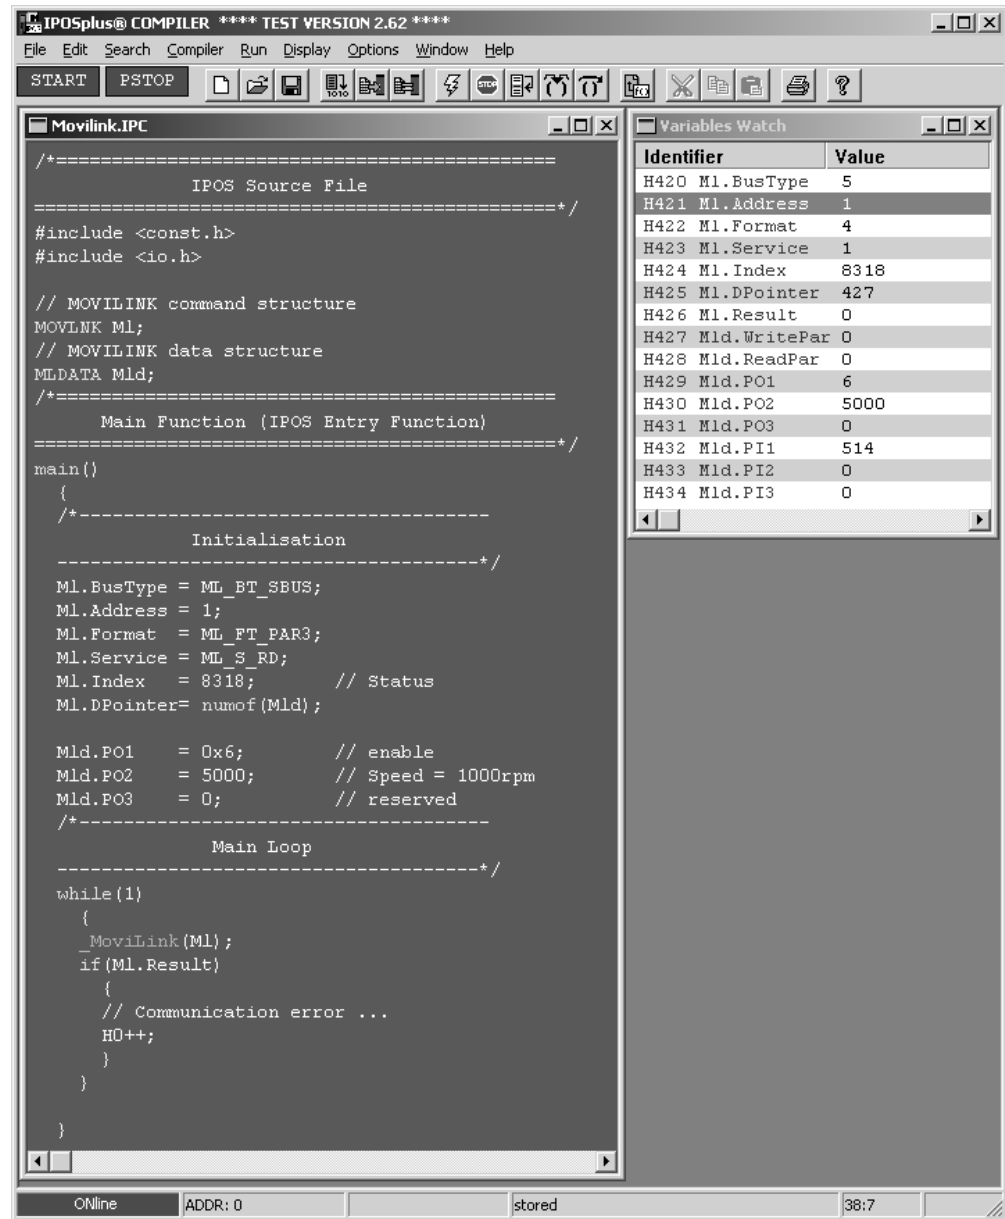 IPOSplus® COMPILER **** TEST VERSION 2.62 ****
File Edit Search Compiler Run Display Options Window Help
START PSTOP STOP f()
Movilink.IPC
/*=============================================
IPOS Source File
===============================================*/
#include <const.h>
#include <io.h>
// MOVILINK command structure
MOVLNK Ml;
// MOVILINK data structure
MLDATA Mld;
/*=============================================
Main Function (IPOS Entry Function)
===============================================*/
main()
{
/*-------------------------------------
Initialisation
--------------------------------------*/
Ml.BusType = ML_BT_SBUS;
Ml.Address = 1;
Ml.Format  = ML_FT_PAR3;
Ml.Service = ML_S_RD;
Ml.Index   = 8318;       // Status
Ml.DPointer= numof(Mld);
Mld.PO1    = 0x6;        // enable
Mld.PO2    = 5000;       // Speed = 1000rpm
Mld.PO3    = 0;          // reserved
/*-------------------------------------
Main Loop
--------------------------------------*/
while(1)
{
_MoviLink(Ml);
if(Ml.Result)
{
// Communication error ...
H0++;
}
}
}
Variables Watch
Identifier Value
H420 Ml.BusType 5
H421 Ml.Address 1
H422 Ml.Format 4
H423 Ml.Service 1
H424 Ml.Index 8318
H425 Ml.DPointer 427
H426 Ml.Result 0
H427 Mld.WritePar 0
H428 Mld.ReadPar 0
H429 Mld.PO1 6
H430 Mld.PO2 5000
H431 Mld.PO3 0
H432 Mld.PI1 514
H433 Mld.PI2 0
H434 Mld.PI3 0
ONline ADDR: 0 stored 38:7